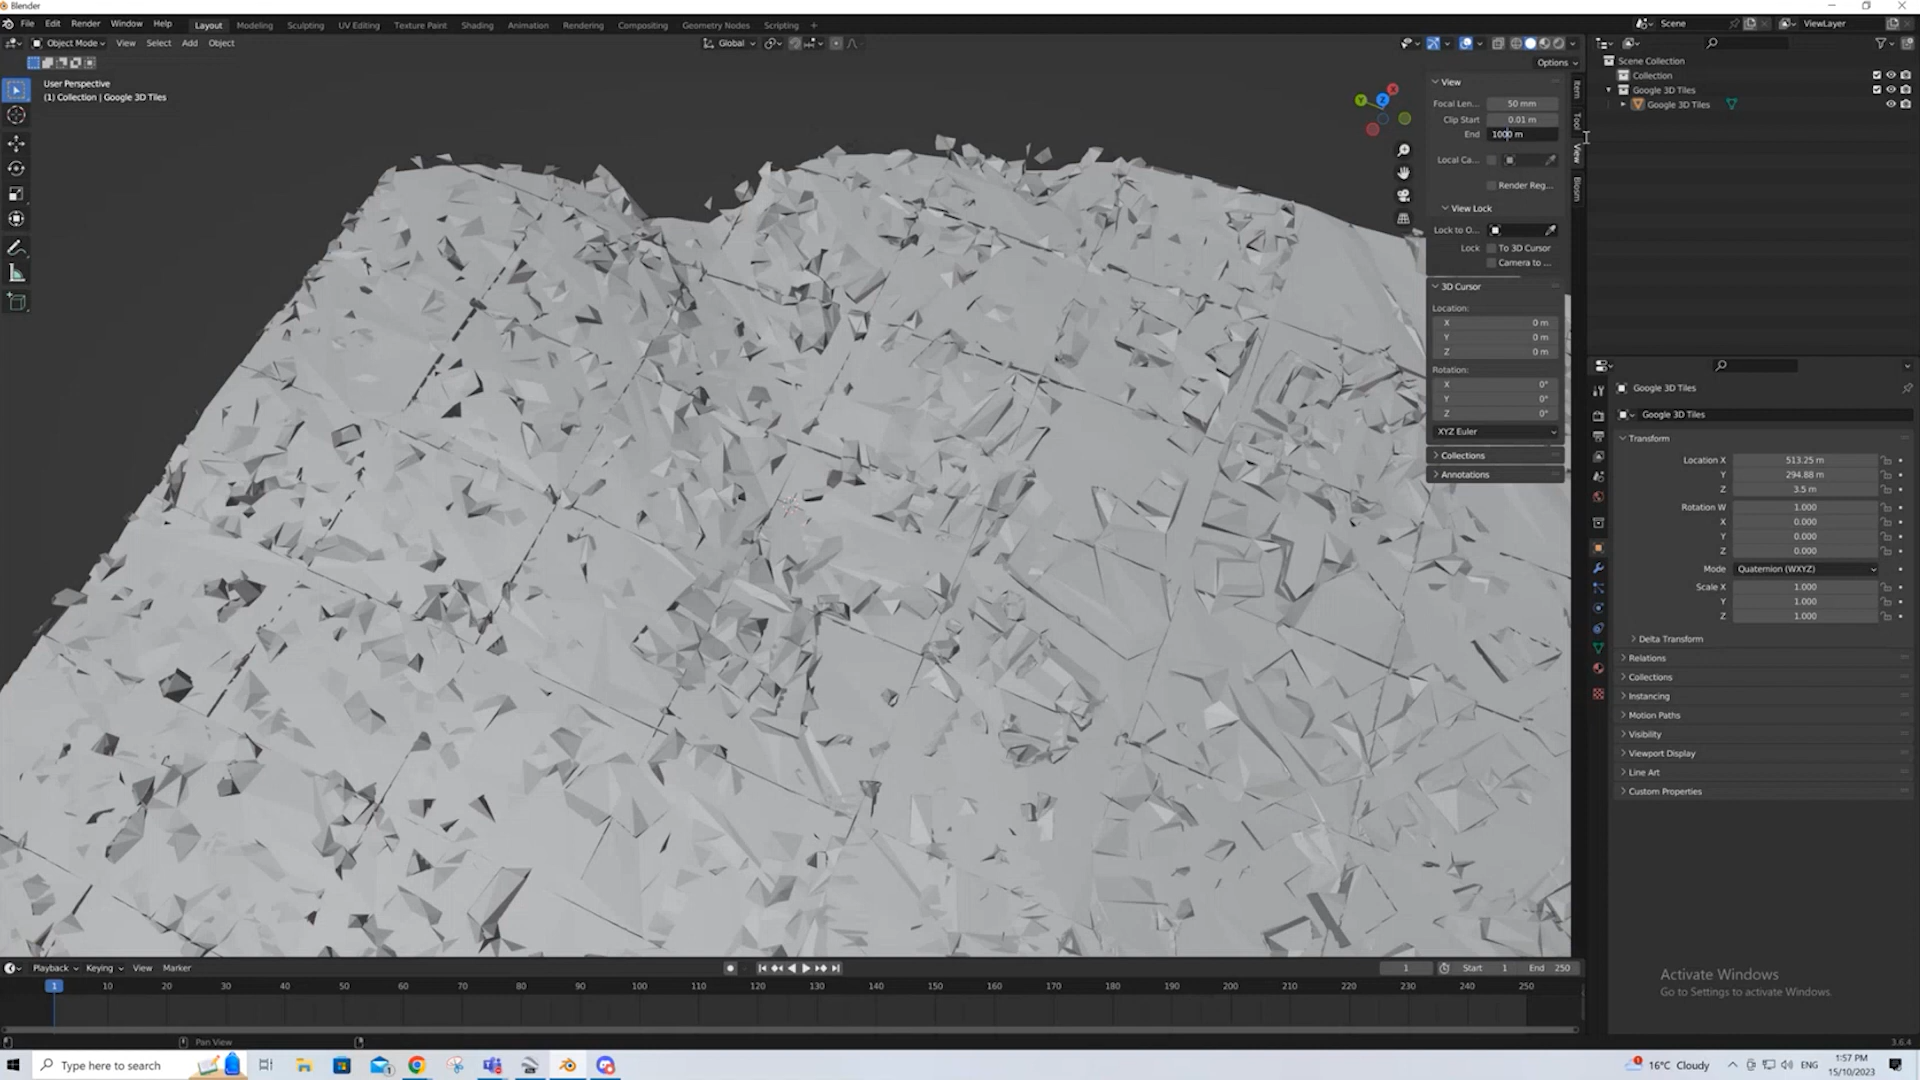 Blender
File Edit Render Window Help Layout Modeling Sculpting UV Editing Texture Paint Shading Animation Rendering Compositing Geometry Nodes Scripting + Scene ViewLayer
Object Mode View Select Add Object Global
Options
User Perspective
(1) Collection | Google 3D Tiles
X
Y
Z
View
Focal Len... 50 mm
Clip Start 0.01 m
End 1000 m
Local Ca...
Render Reg...
View Lock
Lock to O...
Lock To 3D Cursor
Camera to ...
3D Cursor
Location:
X 0 m
Y 0 m
Z 0 m
Rotation:
X 0°
Y 0°
Z 0°
XYZ Euler
Collections
Annotations
Item
Tool
View
Blosm
Scene Collection
Collection
Google 3D Tiles
Google 3D Tiles
Google 3D Tiles
Google 3D Tiles
Transform
Location X 513.25 m
Y 294.88 m
Z 3.5 m
Rotation W 1.000
X 0.000
Y 0.000
Z 0.000
Mode Quaternion (WXYZ)
Scale X 1.000
Y 1.000
Z 1.000
Delta Transform
Relations
Collections
Instancing
Motion Paths
Visibility
Viewport Display
Line Art
Custom Properties
Activate Windows
Go to Settings to activate Windows.
Playback Keying View Marker 1 Start 1 End 250
1 10 20 30 40 50 60 70 80 90 100 110 120 130 140 150 160 170 180 190 200 210 220 230 240 250
Pan View
3.6.4
Type here to search
16°C Cloudy
ENG
1:57 PM
15/10/2023